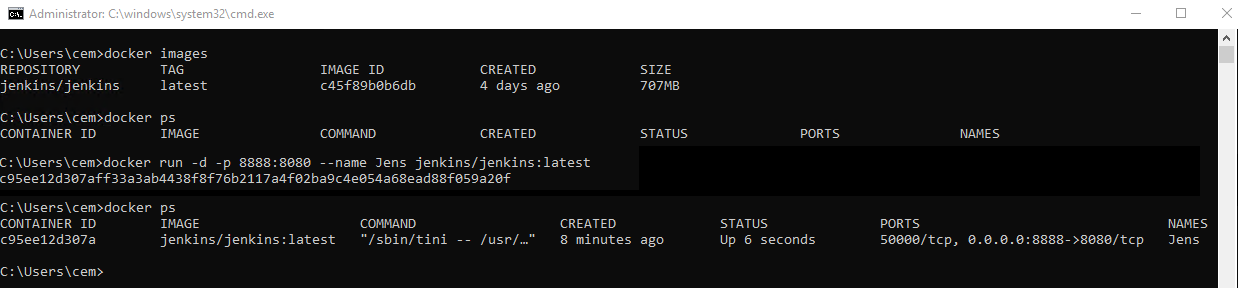 Administrator: C:\windows\system32\cmd.exe
C:\Users\cem>docker images
REPOSITORY TAG IMAGE ID CREATED SIZE
jenkins/jenkins latest c45f89b0b6db 4 days ago 707MB
C:\Users\cem>docker ps
CONTAINER ID IMAGE COMMAND CREATED STATUS PORTS NAMES
C:\Users\cem>docker run -d -p 8888:8080 --name Jens jenkins/jenkins:latest
c95ee12d307aff33a3ab4438f8f76b2117a4f02ba9c4e054a68ead88f059a20f
C:\Users\cem>docker ps
CONTAINER ID IMAGE COMMAND CREATED STATUS PORTS NAMES
c95ee12d307a jenkins/jenkins:latest "/sbin/tini -- /usr/…" 8 minutes ago Up 6 seconds 50000/tcp, 0.0.0.0:8888->8080/tcp Jens
C:\Users\cem>